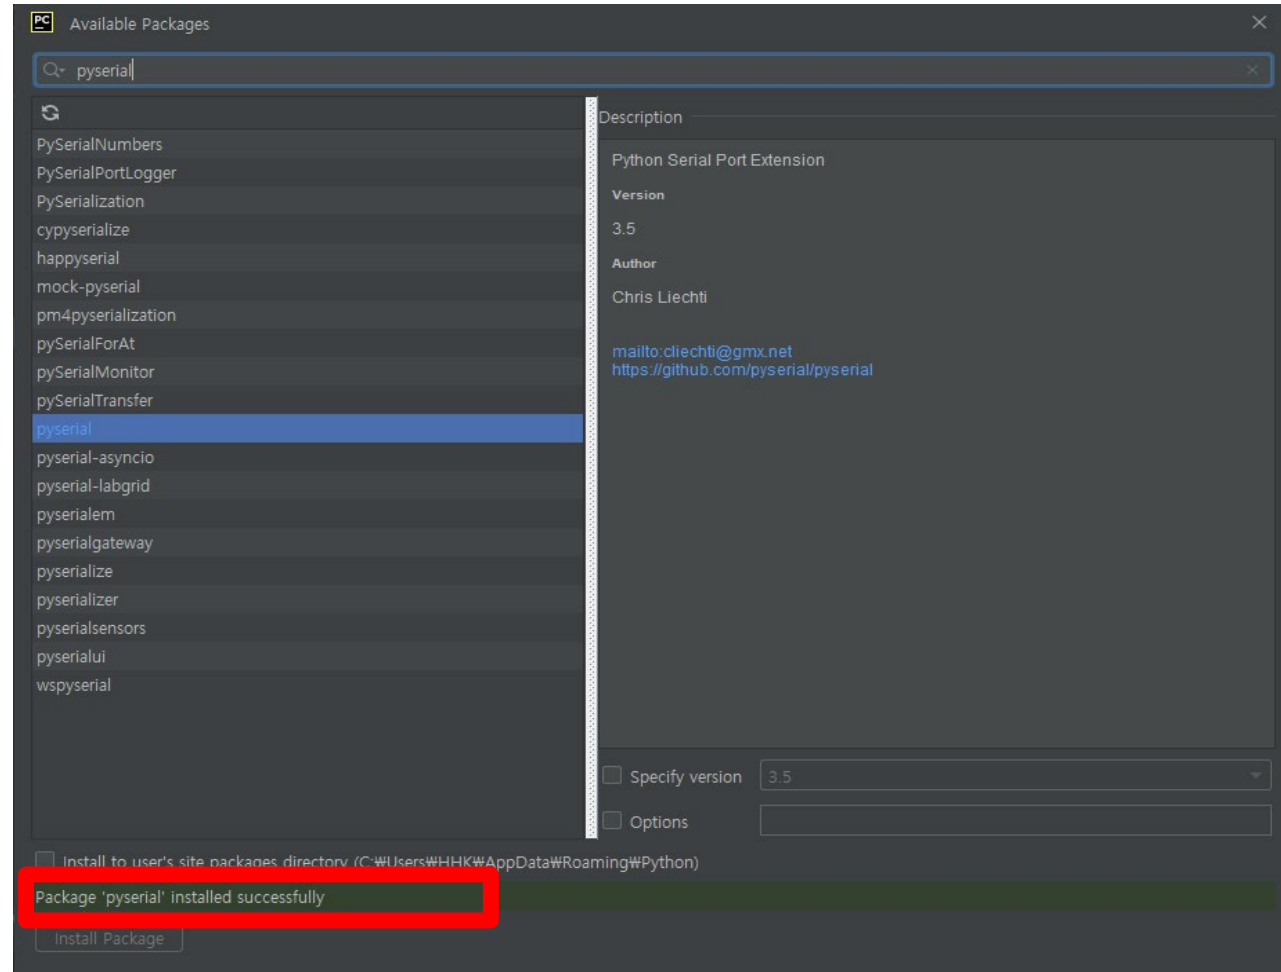 PC Available Packages
pyserial
Description
PySerialNumbers
PySerialPortLogger
PySerialization
cypyserialize
happyserial
mock-pyserial
pm4pyserialization
pySerialForAt
pySerialMonitor
pySerialTransfer
pyserial
pyserial-asyncio
pyserial-labgrid
pyserialem
pyserialgateway
pyserialize
pyserializer
pyserialsensors
pyserialui
wspyserial
Python Serial Port Extension
Version
3.5
Author
Chris Liechti
mailto:cliechti@gmx.net
https://github.com/pyserial/pyserial
Specify version 3.5
Options
Install to user's site packages directory (C:₩Users₩HHK₩AppData₩Roaming₩Python)
Package 'pyserial' installed successfully
Install Package